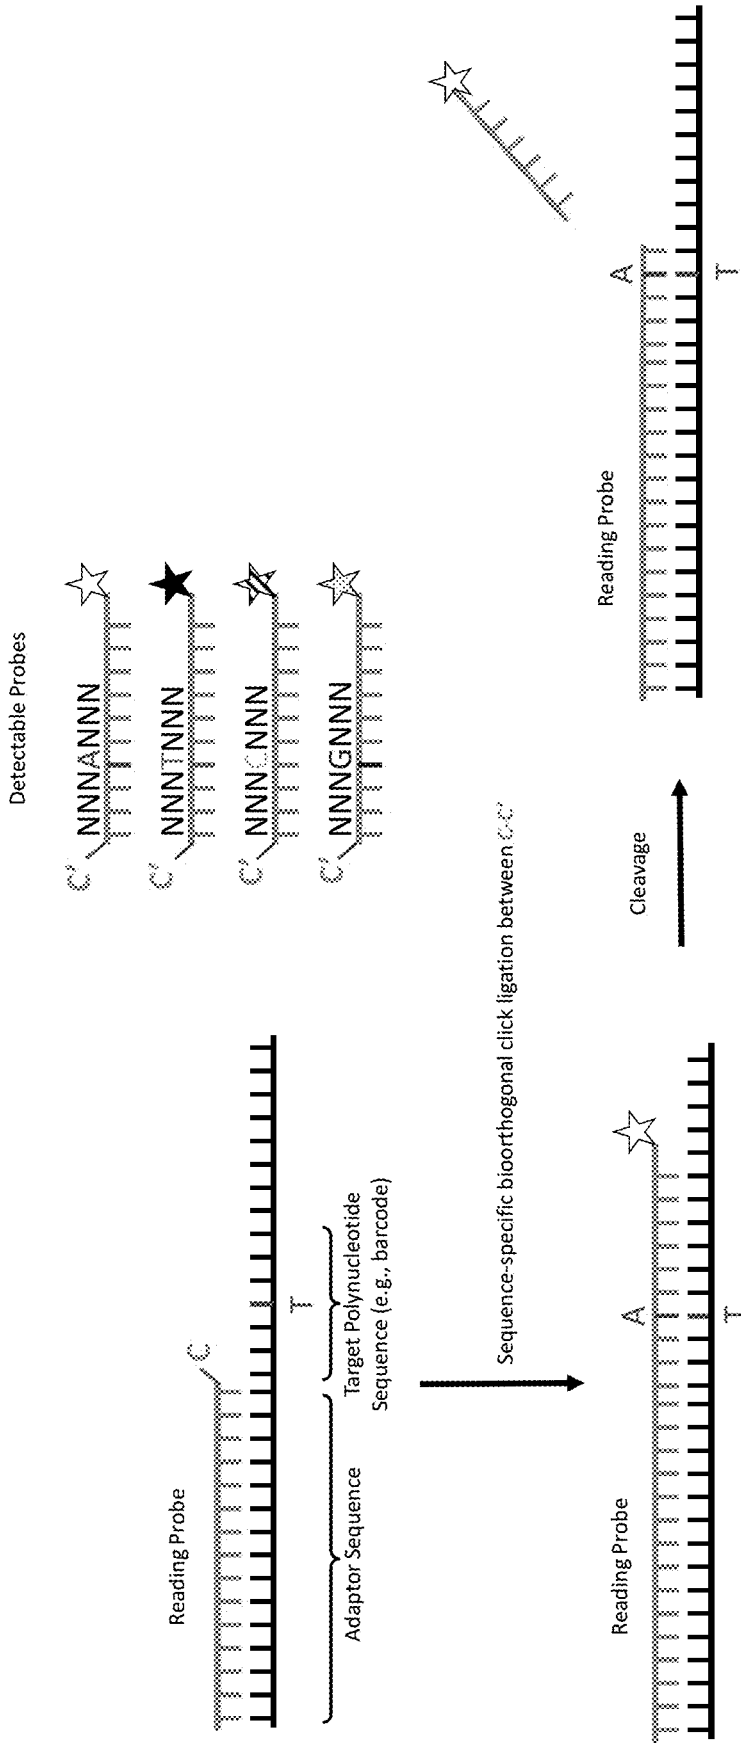 Detectable Probes
Reading Probe
C
T
Adaptor Sequence
Target Polynucleotide
Sequence (e.g., barcode)
C'
NNNANNN
C'
NNNTNNN
C'
NNNCNNN
C'
NNNGNNN
Sequence-specific bioorthogonal click ligation between C-C'
Reading Probe
A
T
Cleavage
Reading Probe
A
T